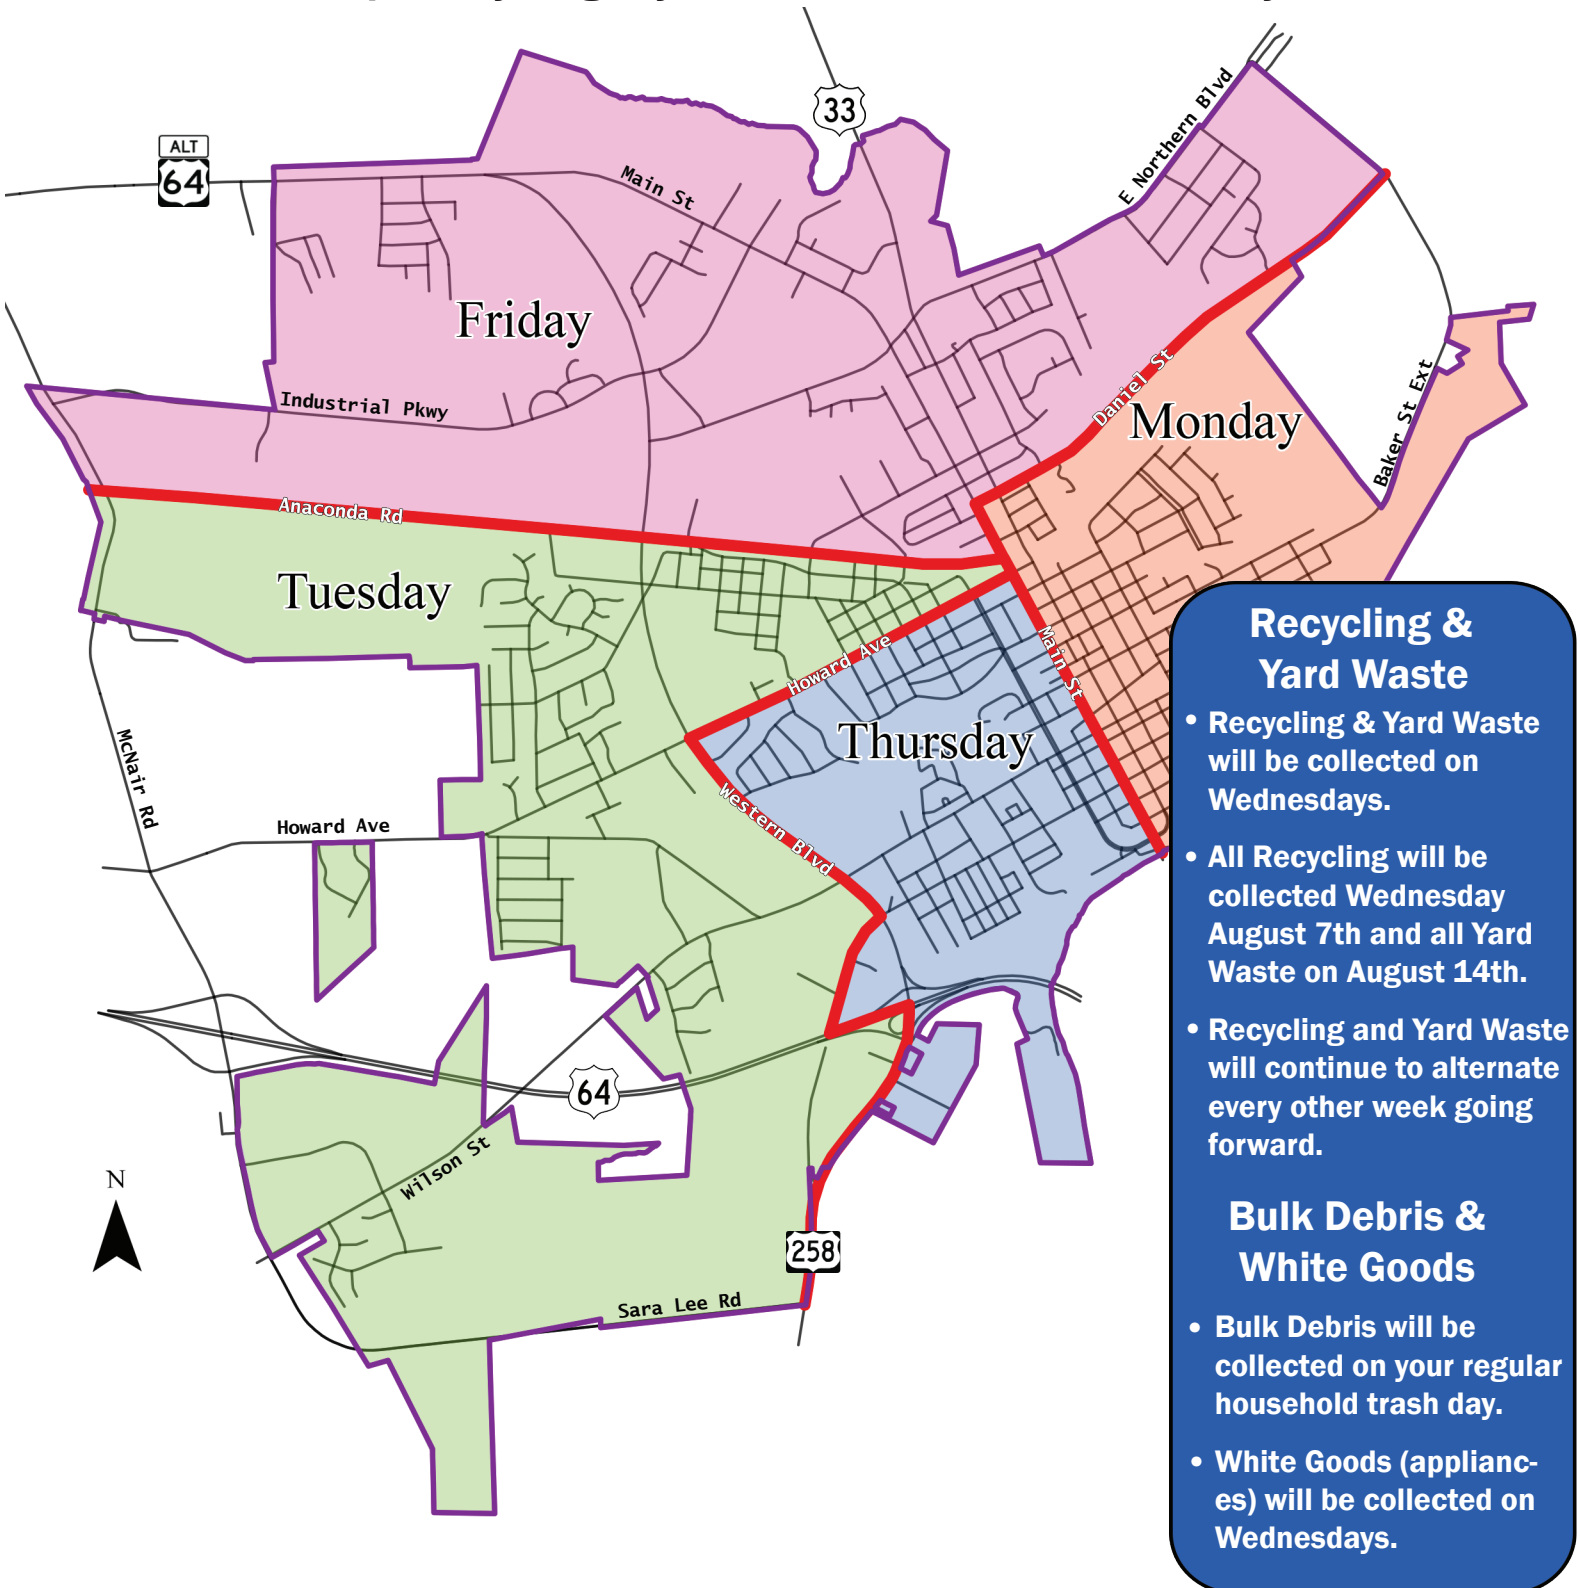 33
E Northern Blvd
ALT
64
Main St
Friday
Industrial Pkwy
Daniel St
Monday
Baker St Ext
Anaconda Rd
Tuesday
Howard Ave
Main St
Thursday
McNair Rd
Western Blvd
Howard Ave
64
Wilson St
N
258
Sara Lee Rd
Recycling &
Yard Waste
• Recycling & Yard Waste
will be collected on
Wednesdays.
• All Recycling will be
collected Wednesday
August 7th and all Yard
Waste on August 14th.
• Recycling and Yard Waste
will continue to alternate
every other week going
forward.
Bulk Debris &
White Goods
• Bulk Debris will be
collected on your regular
household trash day.
• White Goods (applianc-
es) will be collected on
Wednesdays.